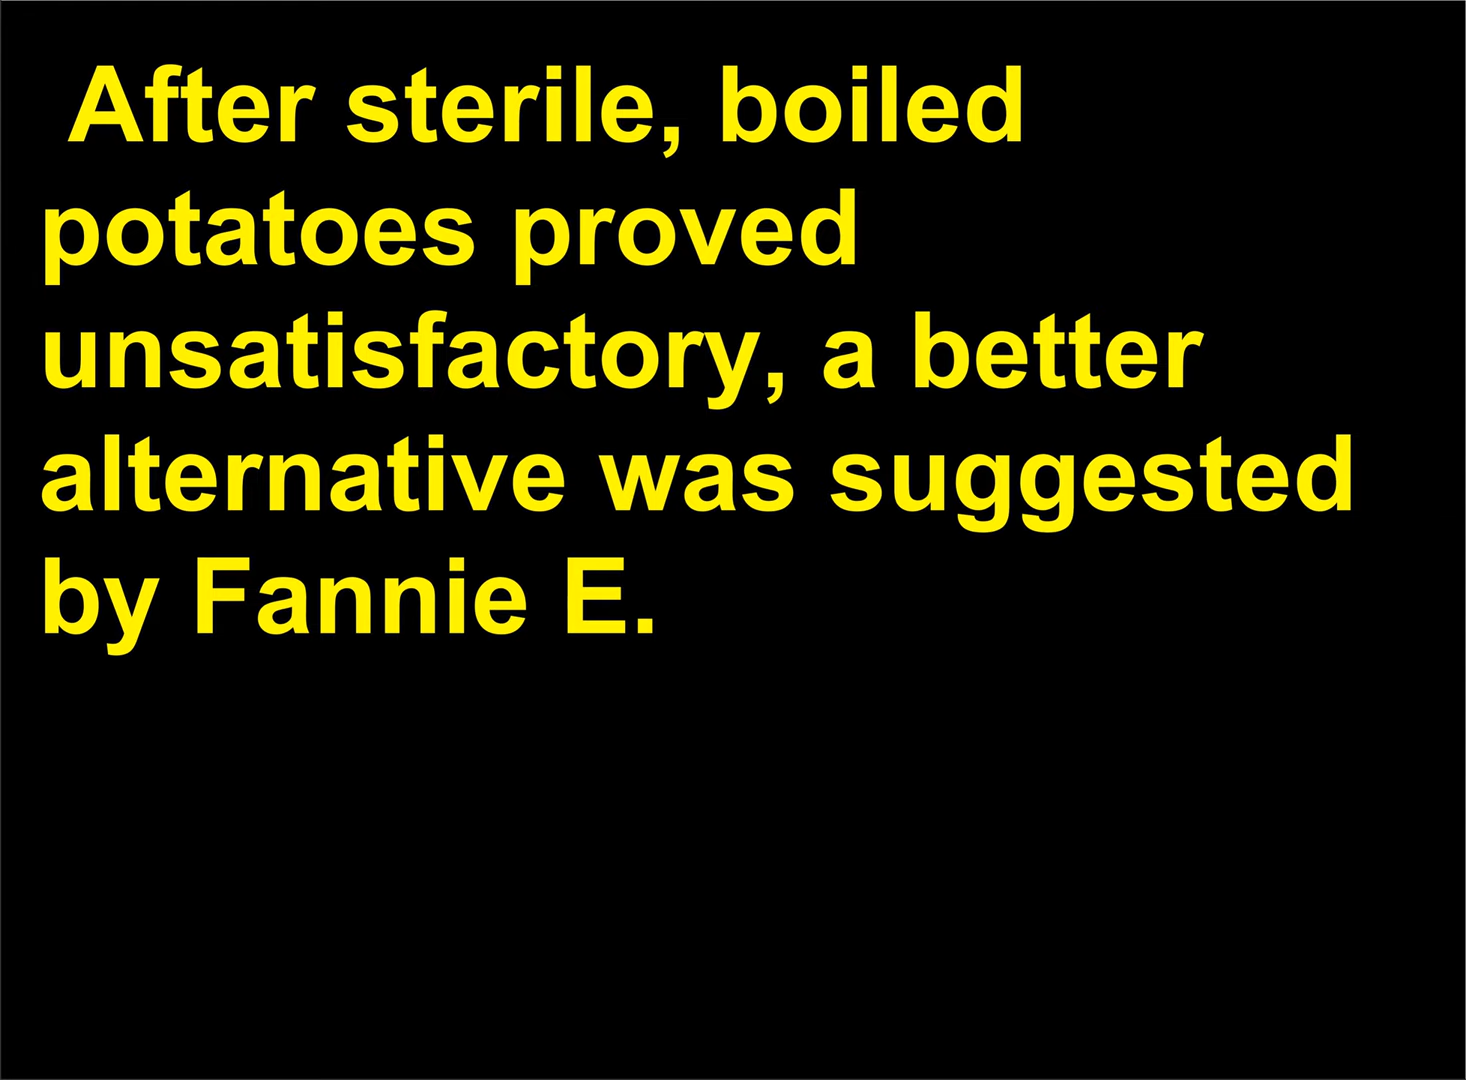 After sterile, boiled
potatoes proved
unsatisfactory, a better
alternative was suggested
by Fannie E.